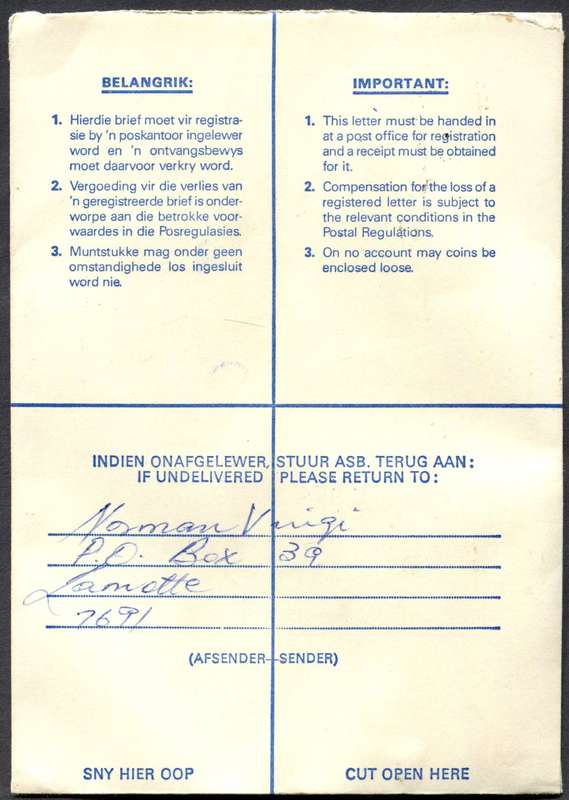 BELANGRIK:
1. Hierdie brief moet vir registra-
sie by 'n poskantoor ingelewer
word en 'n ontvangsbewys
moet daarvoor verkry word.
2. Vergoeding vir die verlies van
'n geregistreerde brief is onder-
worpe aan die betrokke voor-
waardes in die Posregulasies.
3. Muntstukke mag onder geen
omstandighede los ingesluit
word nie.
IMPORTANT:
1. This letter must be handed in
at a post office for registration
and a receipt must be obtained
for it.
2. Compensation for the loss of a
registered letter is subject to
the relevant conditions in the
Postal Regulations.
3. On no account may coins be
enclosed loose.
INDIEN ONAFGELEWER, STUUR ASB. TERUG AAN:
IF UNDELIVERED PLEASE RETURN TO:
Norman
P.O. Box 39
Lamotte
7691
(AFSENDER—SENDER)
SNY HIER OOP
CUT OPEN HERE